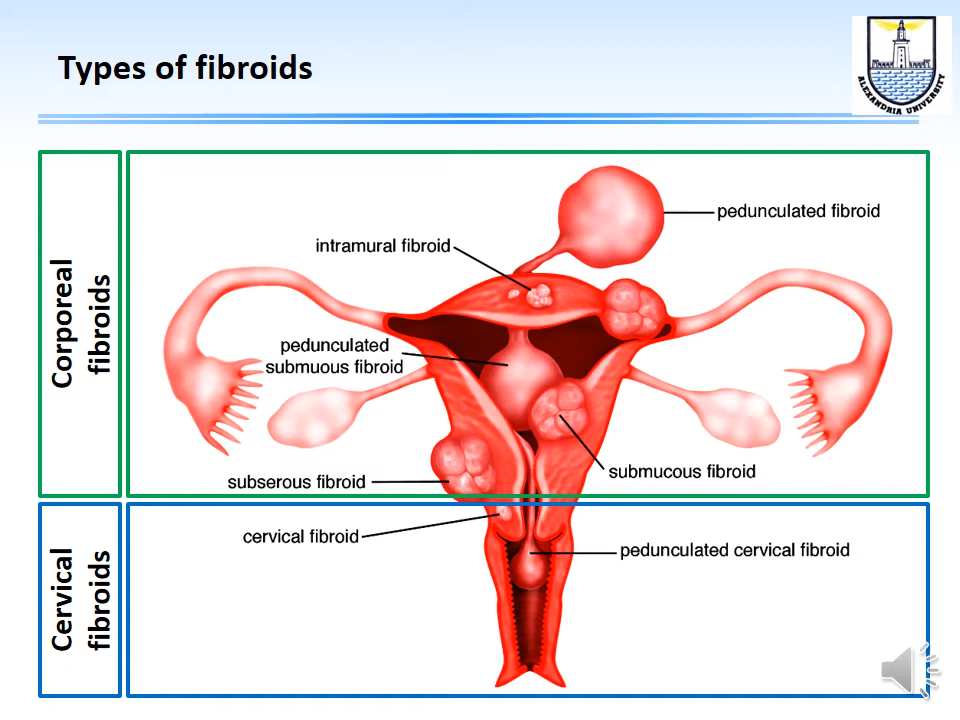 Types of fibroids
ALEXANDRIA UNIVERSITY
Corporeal
fibroids
pedunculated fibroid
intramural fibroid
pedunculated
submuous fibroid
submucous fibroid
subserous fibroid
Cervical
fibroids
cervical fibroid
pedunculated cervical fibroid